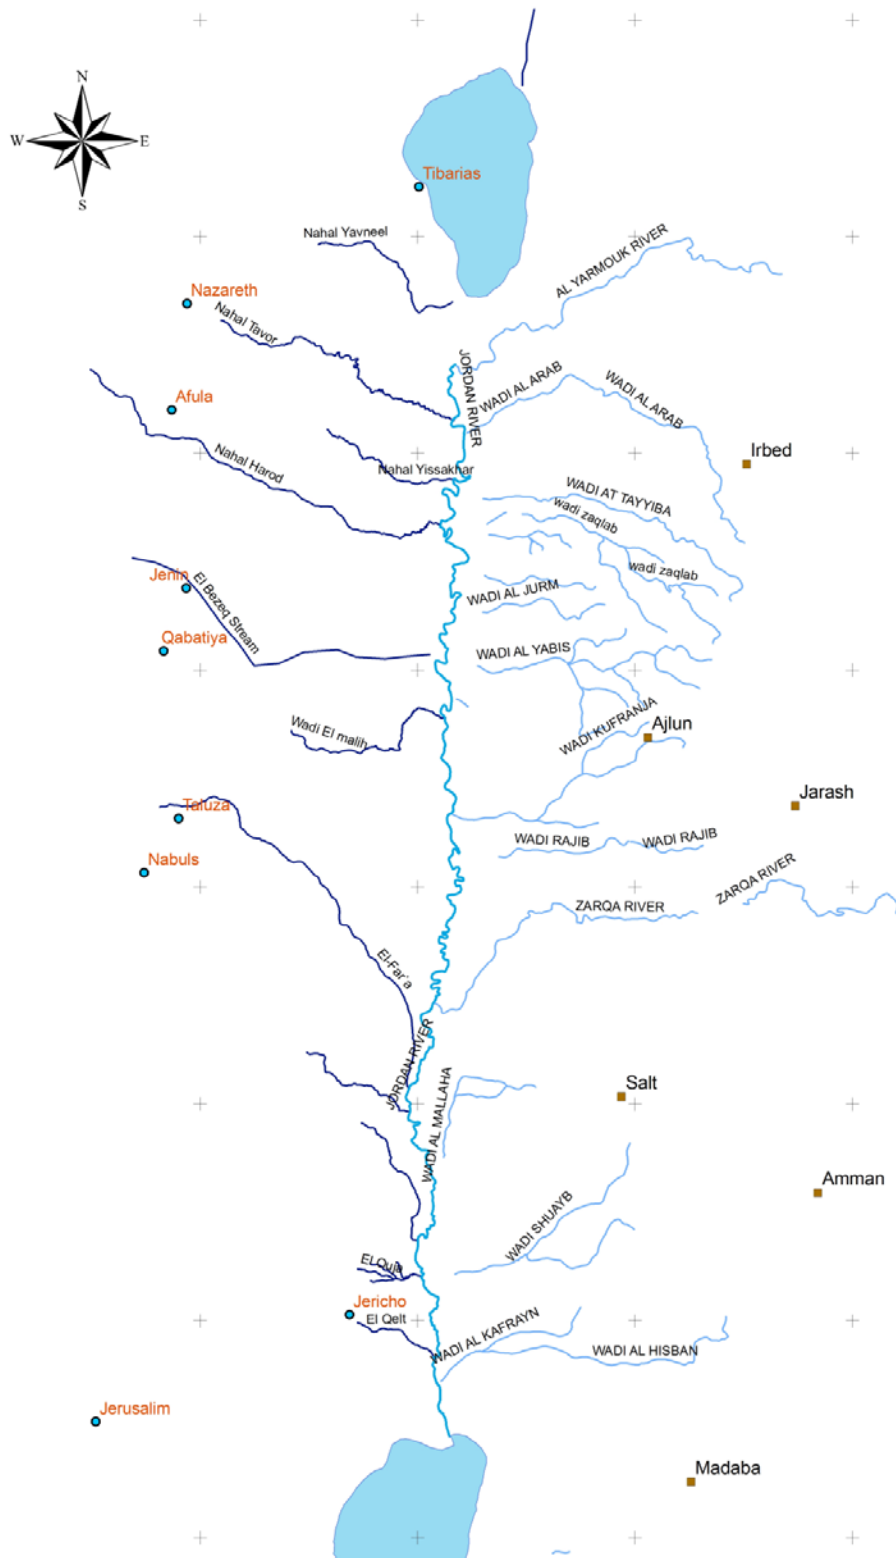 N
W E
S
Tibarias
Nahal Yavneel
AL YARMOUK RIVER
Nazareth
Nahal Tavor
JORDAN RIVER
WADI AL ARAB
WADI AL ARAB
Afula
Irbed
Nahal Harod
Nahal Yissakhar
WADI AT TAYYIBA
wadi zaqlab
wadi zaqlab
Jenin
El Bezeq Stream
WADI AL JURM
Qabatiya
WADI AL YABIS
Wadi El malih
WADI KUFRANJA
Ajlun
Jarash
Taluza
WADI RAJIB
WADI RAJIB
Nabuls
ZARQA RIVER
ZARQA RIVER
El-Far'a
JORDAN RIVER
WADI AL MALLAHA
Salt
Amman
WADI SHUAYB
ELOuja
Jericho
El Qelt
WADI AL KAFRAYN
WADI AL HISBAN
Jerusalim
Madaba